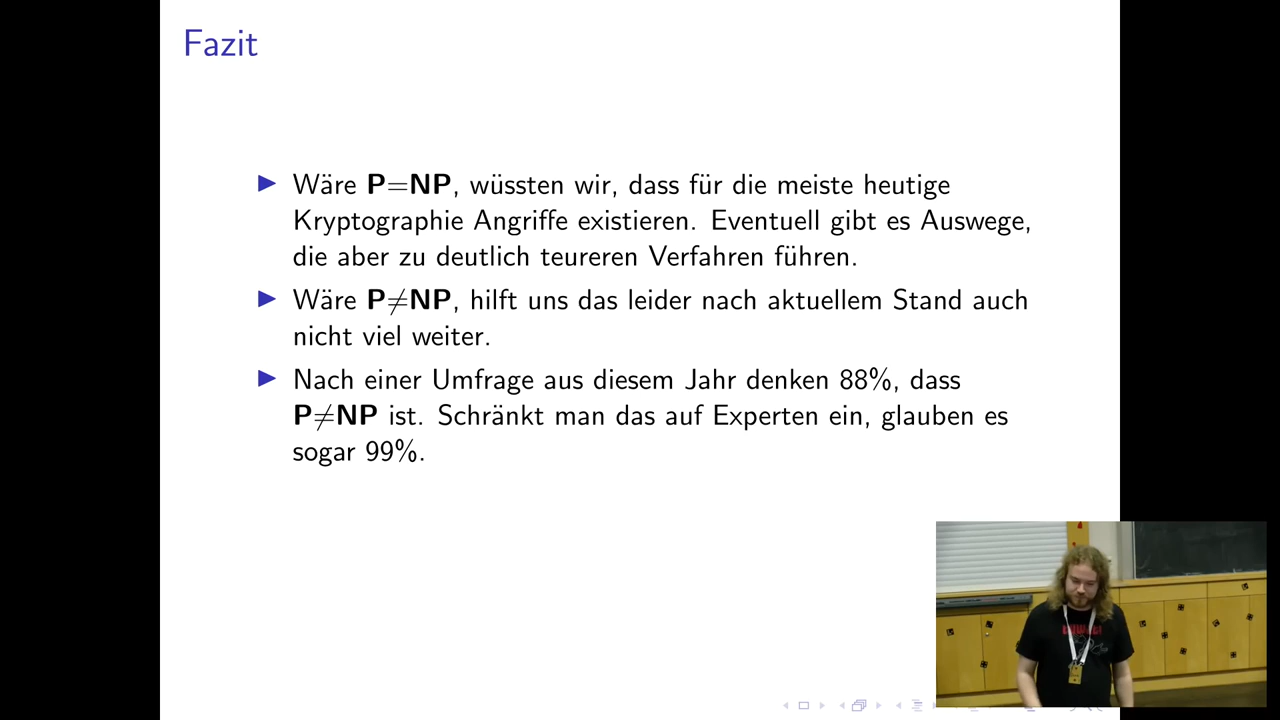 Fazit
Wäre P=NP, wüssten wir, dass für die meiste heutige
Kryptographie Angriffe existieren. Eventuell gibt es Auswege,
die aber zu deutlich teureren Verfahren führen.
Wäre P≠NP, hilft uns das leider nach aktuellem Stand auch
nicht viel weiter.
Nach einer Umfrage aus diesem Jahr denken 88%, dass
P≠NP ist. Schränkt man das auf Experten ein, glauben es
sogar 99%.